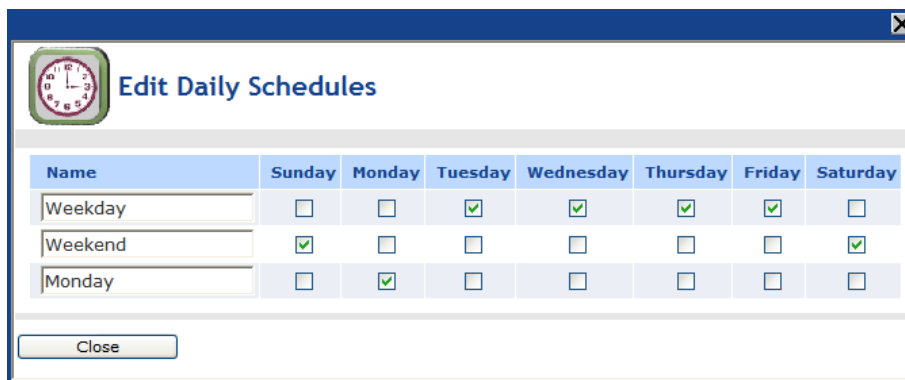 Edit Daily Schedules
Name Sunday Monday Tuesday Wednesday Thursday Friday Saturday
Weekday
Weekend
Monday
Close